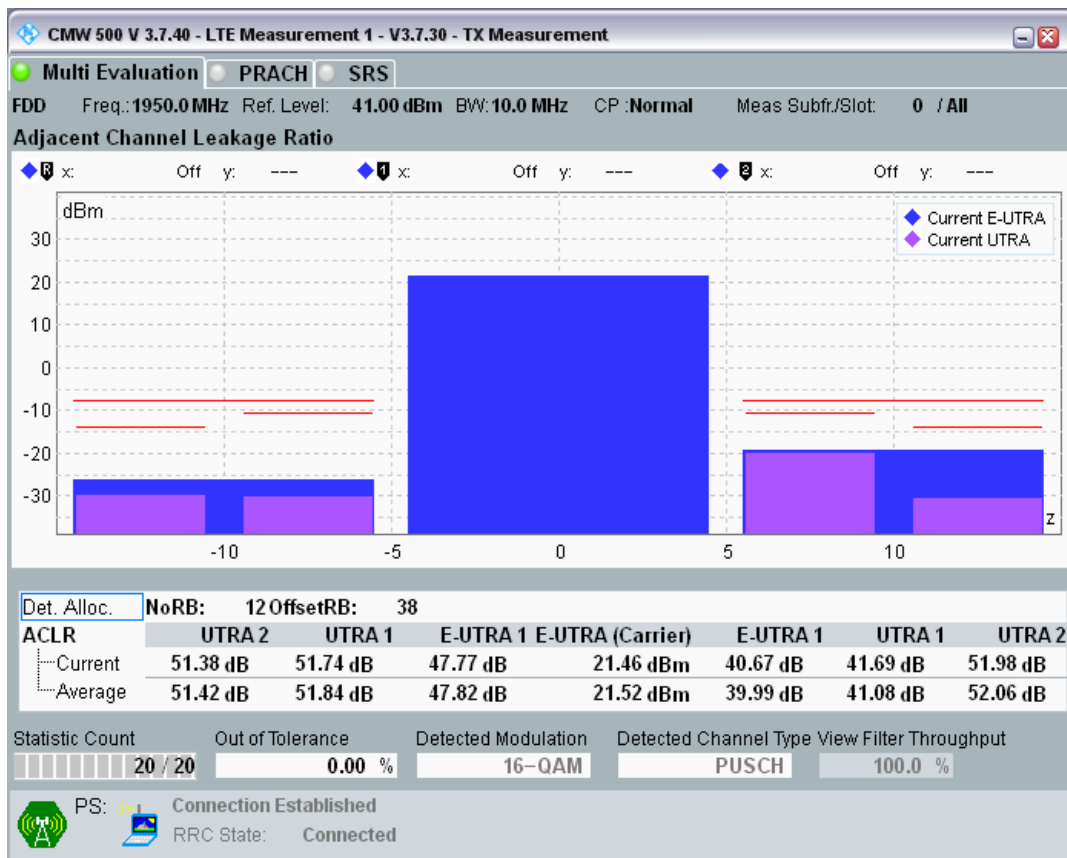 CMW 500 V 3.7.40 - LTE Measurement 1 - V3.7.30 - TX Measurement
Multi Evaluation PRACH SRS
FDD Freq.: 1950.0 MHz Ref. Level: 41.00 dBm BW: 10.0 MHz CP :Normal Meas Subfr./Slot: 0 / All
Adjacent Channel Leakage Ratio
R x: Off y: --- 1 x: Off y: --- 2 x: Off y: ---
dBm
Current E-UTRA
Current UTRA
30
20
10
0
-10
-20
-30
z
-10 -5 0 5 10
Det. Alloc. NoRB: 12 OffsetRB: 38
ACLR UTRA 2 UTRA 1 E-UTRA 1 E-UTRA (Carrier) E-UTRA 1 UTRA 1 UTRA 2
Current 51.38 dB 51.74 dB 47.77 dB 21.46 dBm 40.67 dB 41.69 dB 51.98 dB
Average 51.42 dB 51.84 dB 47.82 dB 21.52 dBm 39.99 dB 41.08 dB 52.06 dB
Statistic Count Out of Tolerance Detected Modulation Detected Channel Type View Filter Throughput
20 / 20 0.00 % 16-QAM PUSCH 100.0 %
PS: Connection Established
RRC State: Connected